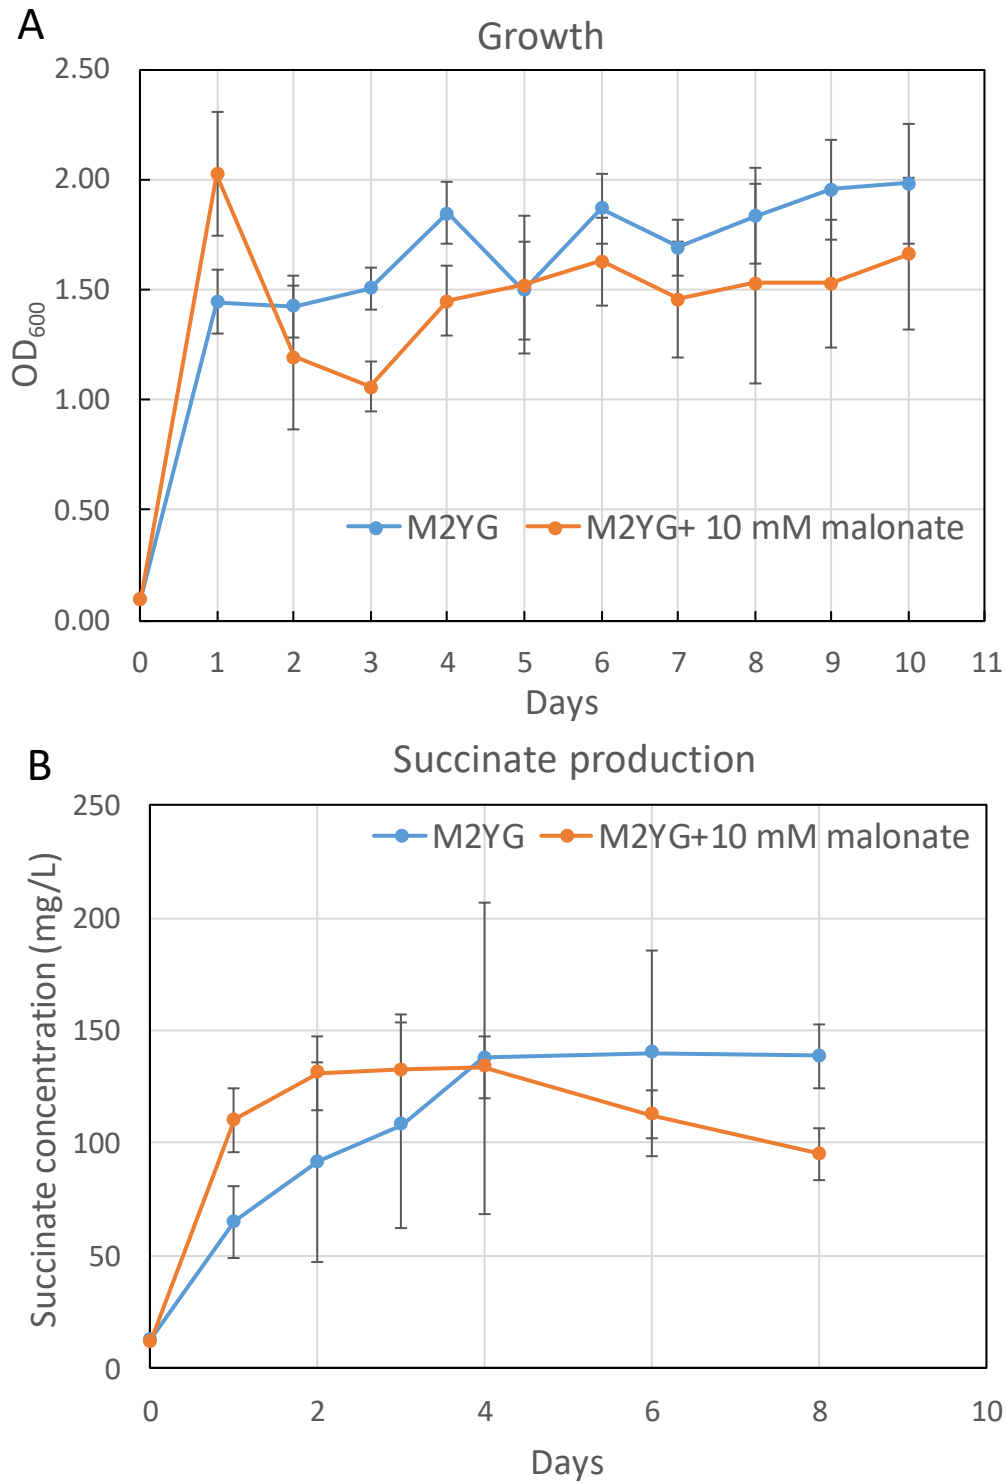 A
Growth
2.50
2.00
1.50
1.00
0.50
0.00
OD600
M2YG M2YG+ 10 mM malonate
0 1 2 3 4 5 6 7 8 9 10 11
Days
B
Succinate production
250
200
150
100
50
0
Succinate concentration (mg/L)
M2YG M2YG+10 mM malonate
0 2 4 6 8 10
Days